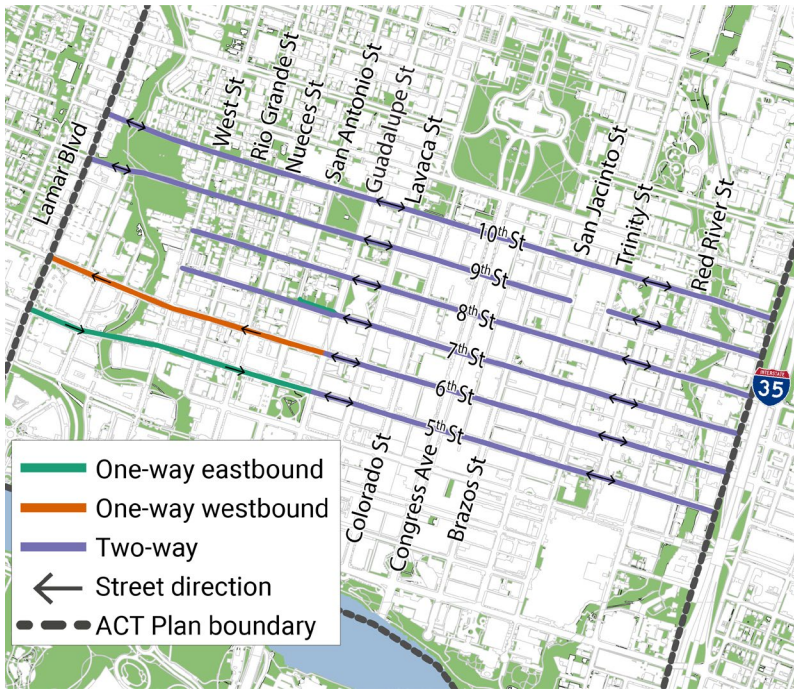 Lamar Blvd
West St
Rio Grande St
Nueces St
San Antonio St
Guadalupe St
Lavaca St
San Jacinto St
Trinity St
Red River St
10th St
9th St
8th St
7th St
6th St
5th St
INTERSTATE
35
Colorado St
Congress Ave
Brazos St
One-way eastbound
One-way westbound
Two-way
Street direction
ACT Plan boundary